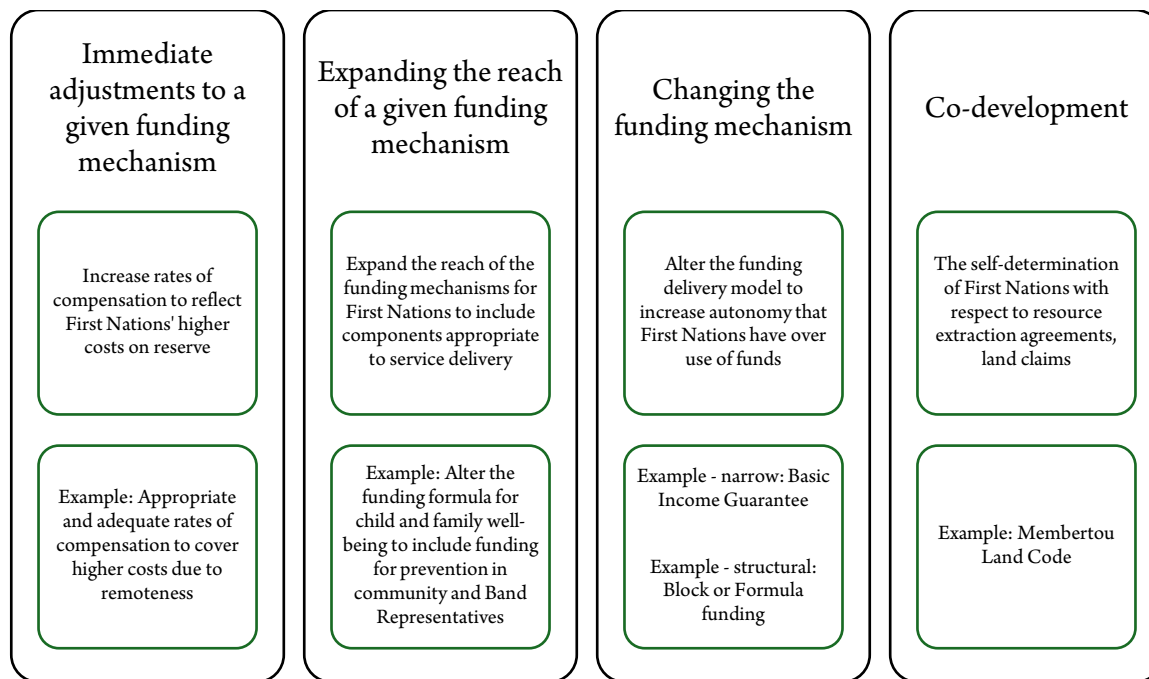 Immediate
adjustments to a
given funding
mechanism
Increase rates of
compensation to reflect
First Nations' higher
costs on reserve
Example: Appropriate
and adequate rates of
compensation to cover
higher costs due to
remoteness
Expanding the reach
of a given funding
mechanism
Expand the reach of the
funding mechanisms for
First Nations to include
components appropriate
to service delivery
Example: Alter the
funding formula for
child and family well-
being to include funding
for prevention in
community and Band
Representatives
Changing the
funding mechanism
Alter the funding
delivery model to
increase autonomy that
First Nations have over
use of funds
Example - narrow: Basic
Income Guarantee
Example - structural:
Block or Formula
funding
Co-development
The self-determination
of First Nations with
respect to resource
extraction agreements,
land claims
Example: Membertou
Land Code